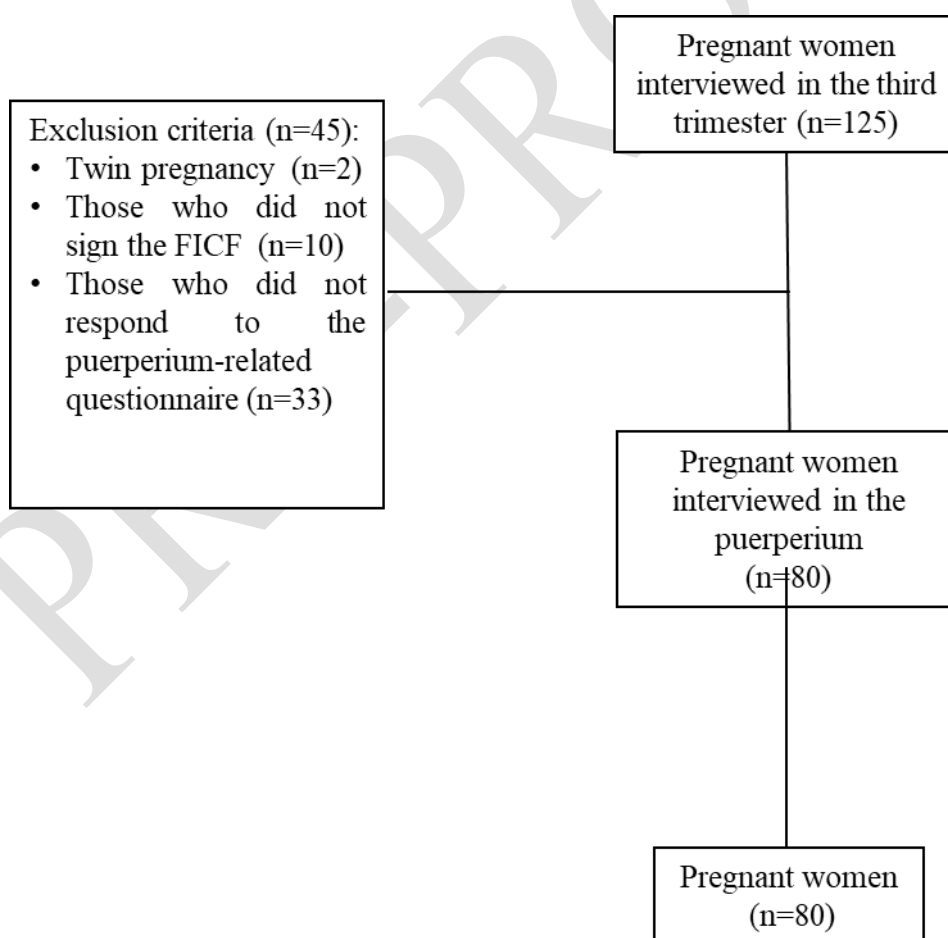 Pregnant women
interviewed in the third
trimester (n=125)
Exclusion criteria (n=45):
• Twin pregnancy (n=2)
• Those who did not
sign the FICF (n=10)
• Those who did not
respond to the
puerperium-related
questionnaire (n=33)
Pregnant women
interviewed in the
puerperium
(n=80)
Pregnant women
(n=80)